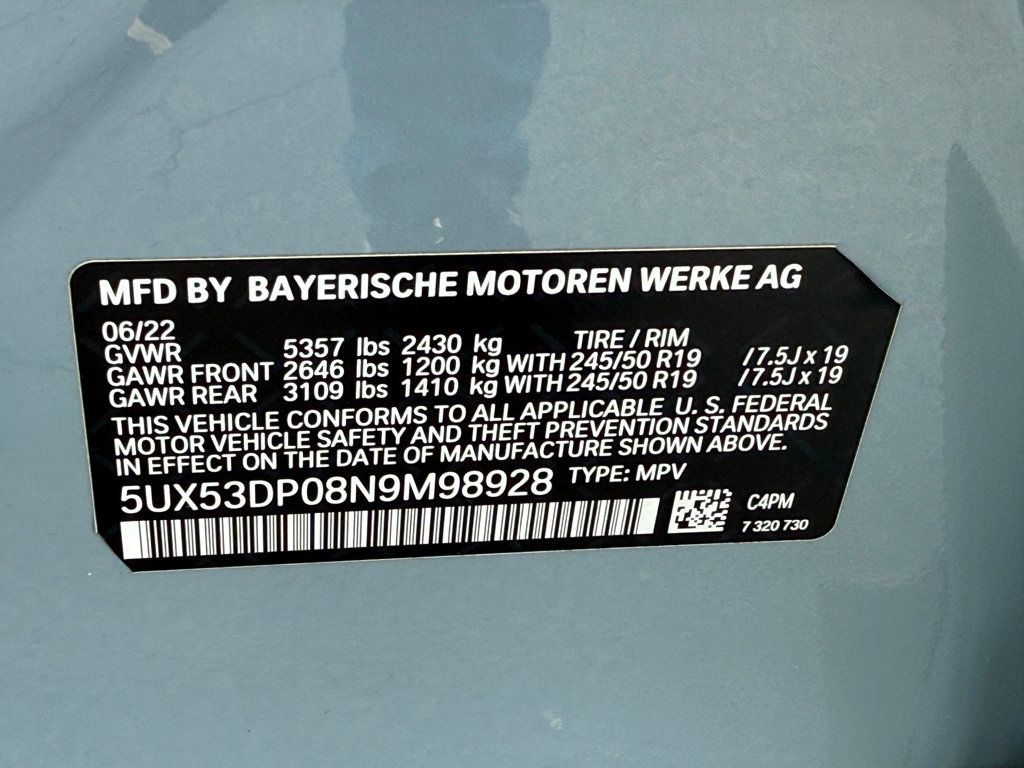 MFD BY BAYERISCHE MOTOREN WERKE AG
06/22 TIRE / RIM
GVWR 5357 lbs 2430 kg
GAWR FRONT 2646 lbs 1200 kg WITH 245/50 R19 / 7.5J x 19
GAWR REAR 3109 lbs 1410 kg WITH 245/50 R19 / 7.5J x 19
THIS VEHICLE CONFORMS TO ALL APPLICABLE U. S. FEDERAL
MOTOR VEHICLE SAFETY AND THEFT PREVENTION STANDARDS
IN EFFECT ON THE DATE OF MANUFACTURE SHOWN ABOVE.
5UX53DP08N9M98928 TYPE: MPV
C4PM
7 320 730